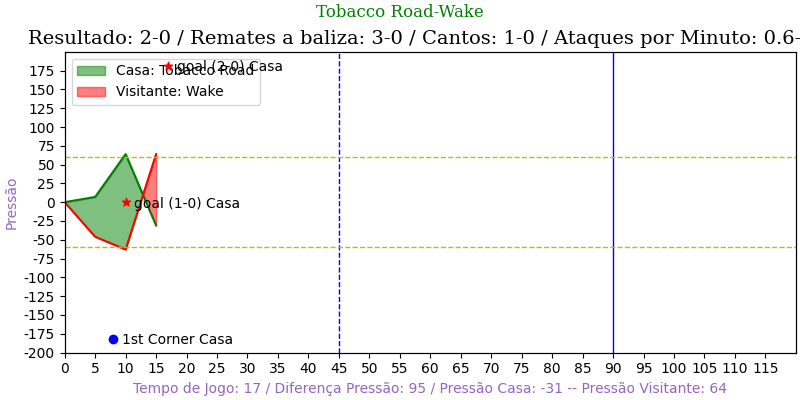 Tobacco Road-Wake
Resultado: 2-0 / Remates a baliza: 3-0 / Cantos: 1-0 / Ataques por Minuto: 0.6-
Casa: Tobacco Road
goal (2-0) Casa
Visitante: Wake
175
150
125
100
75
50
25
0
-25
-50
-75
-100
-125
-150
-175
-200
Pressão
goal (1-0) Casa
1st Corner Casa
0 5 10 15 20 25 30 35 40 45 50 55 60 65 70 75 80 85 90 95 100 105 110 115
Tempo de Jogo: 17 / Diferença Pressão: 95 / Pressão Casa: -31 -- Pressão Visitante: 64